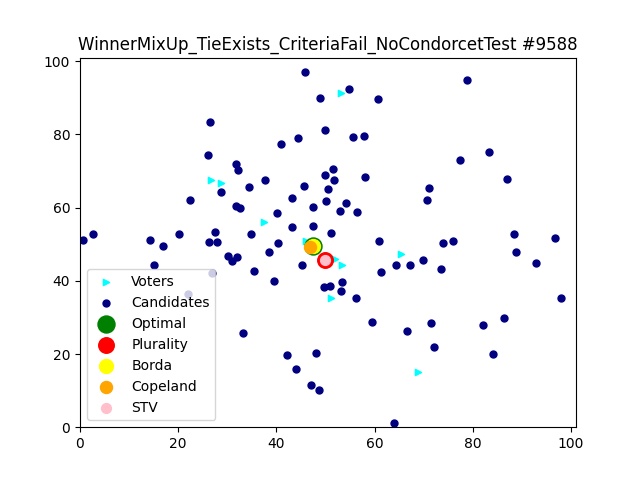 WinnerMixUp_TieExists_CriteriaFail_NoCondorcetTest #9588
100
80
60
40
20
0
Voters
Candidates
Optimal
Plurality
Borda
Copeland
STV
0 20 40 60 80 100